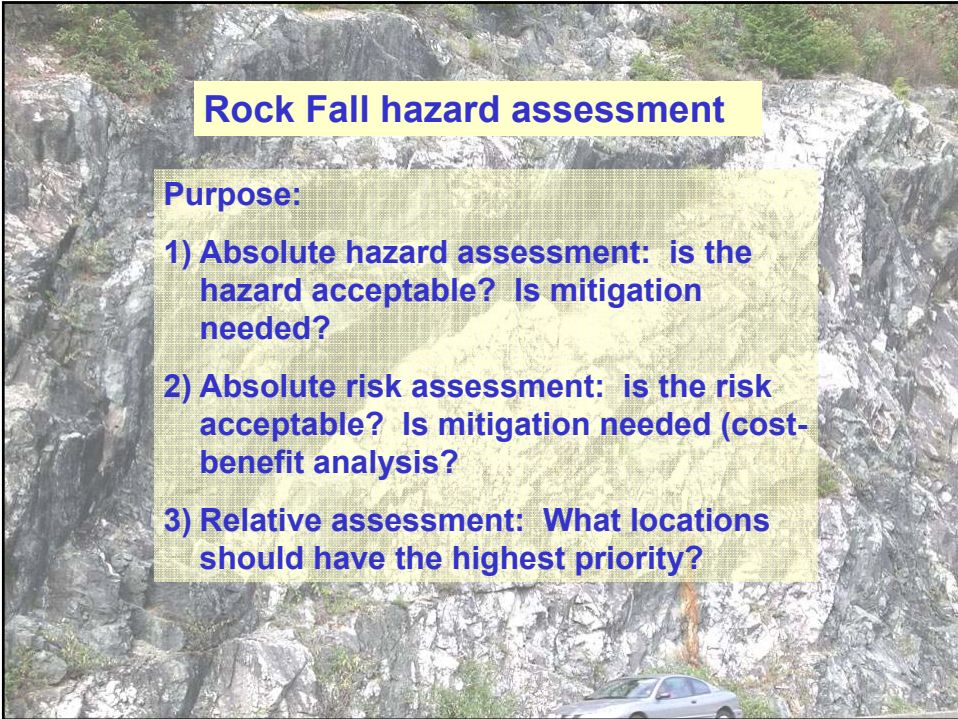 Rock Fall hazard assessment
Purpose:
1) Absolute hazard assessment: is the
hazard acceptable? Is mitigation
needed?
2) Absolute risk assessment: is the risk
acceptable? Is mitigation needed (cost-
benefit analysis?
3) Relative assessment: What locations
should have the highest priority?